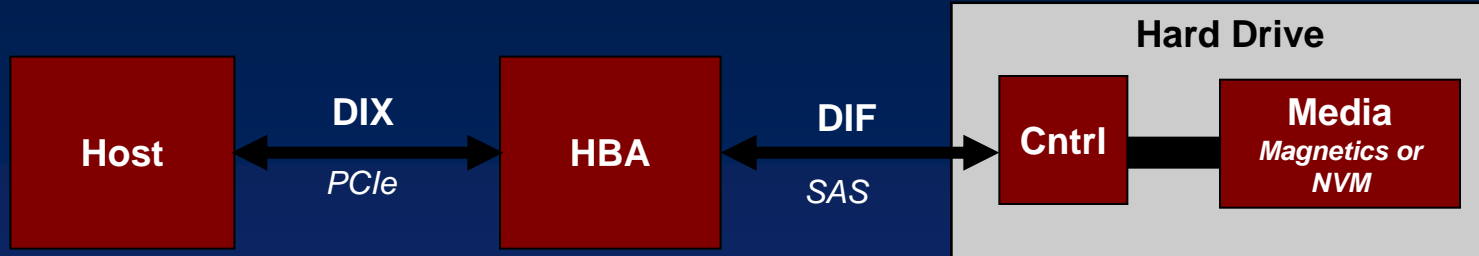 Hard Drive
Host
DIX
PCIe
HBA
DIF
SAS
Cntrl
Media
Magnetics or
NVM